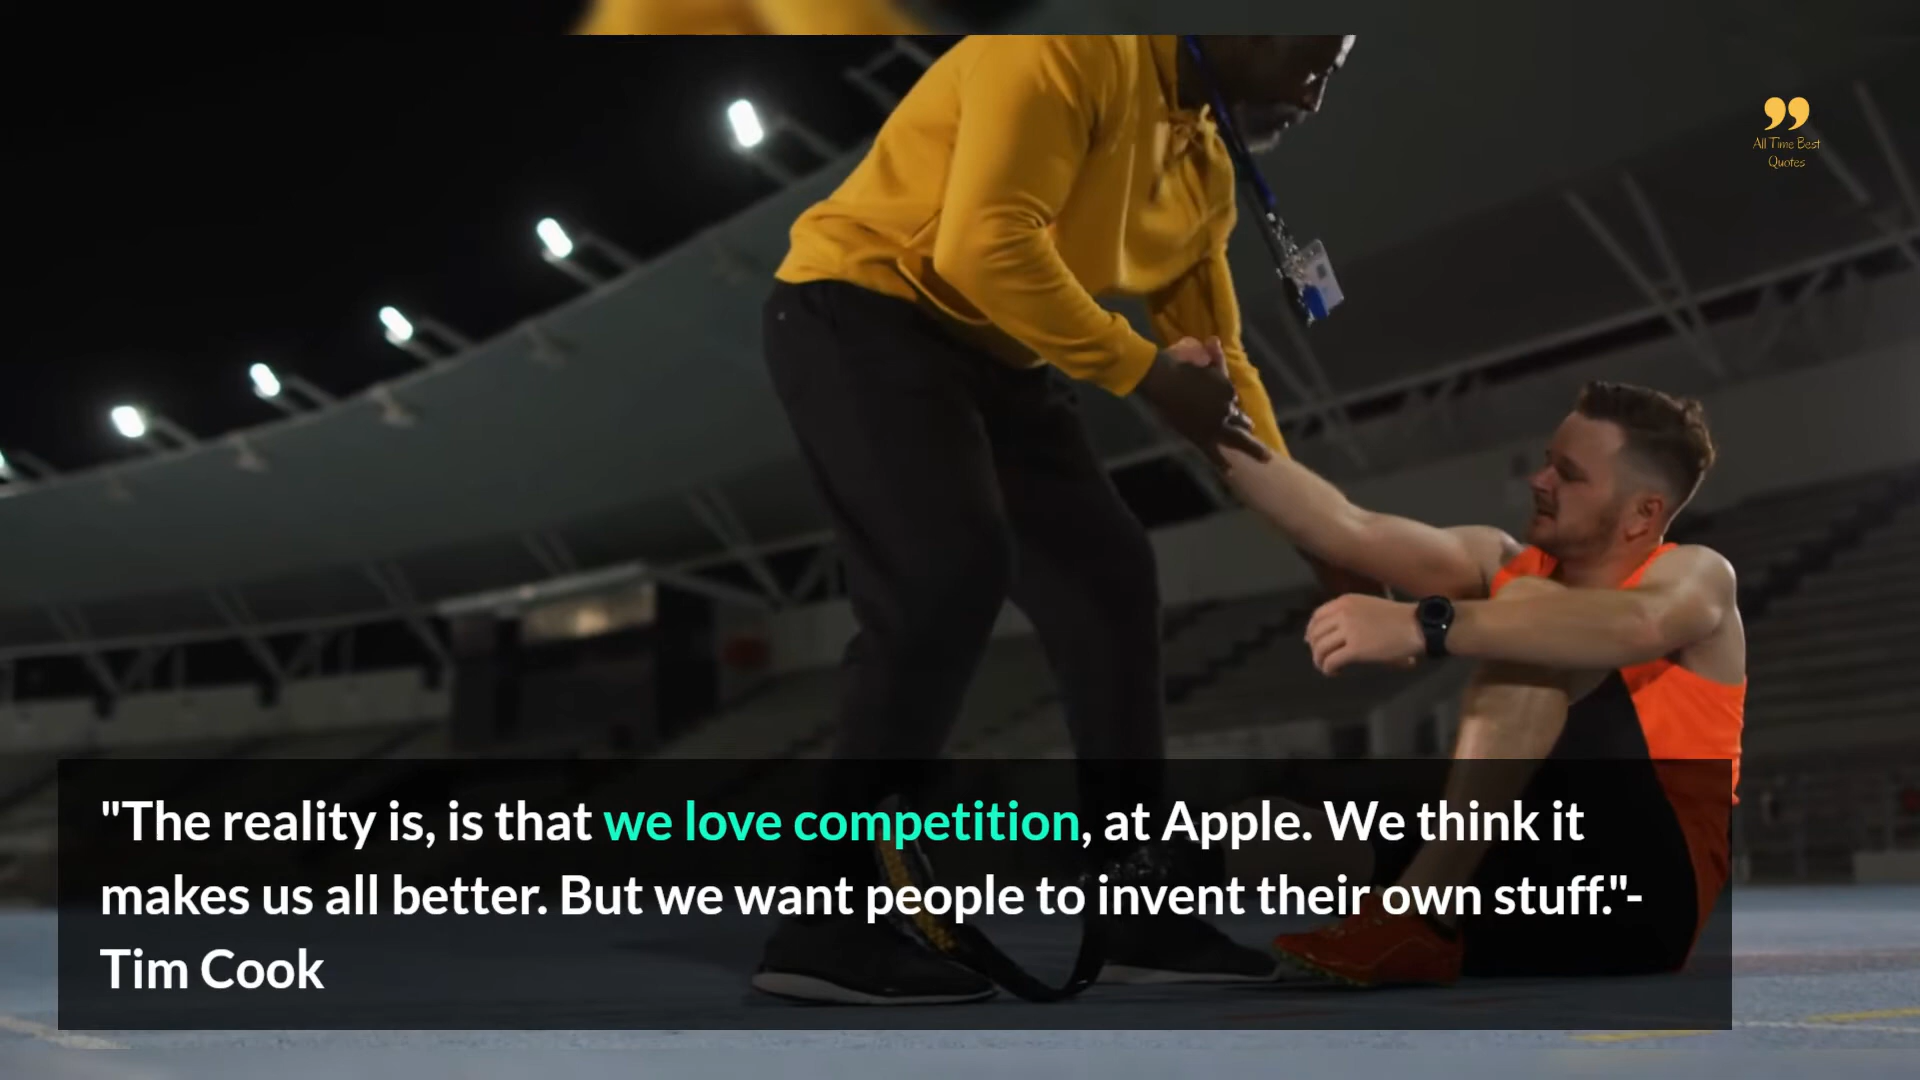 All Time Best
Quotes
"The reality is, is that we love competition, at Apple. We think it
makes us all better. But we want people to invent their own stuff."-
Tim Cook